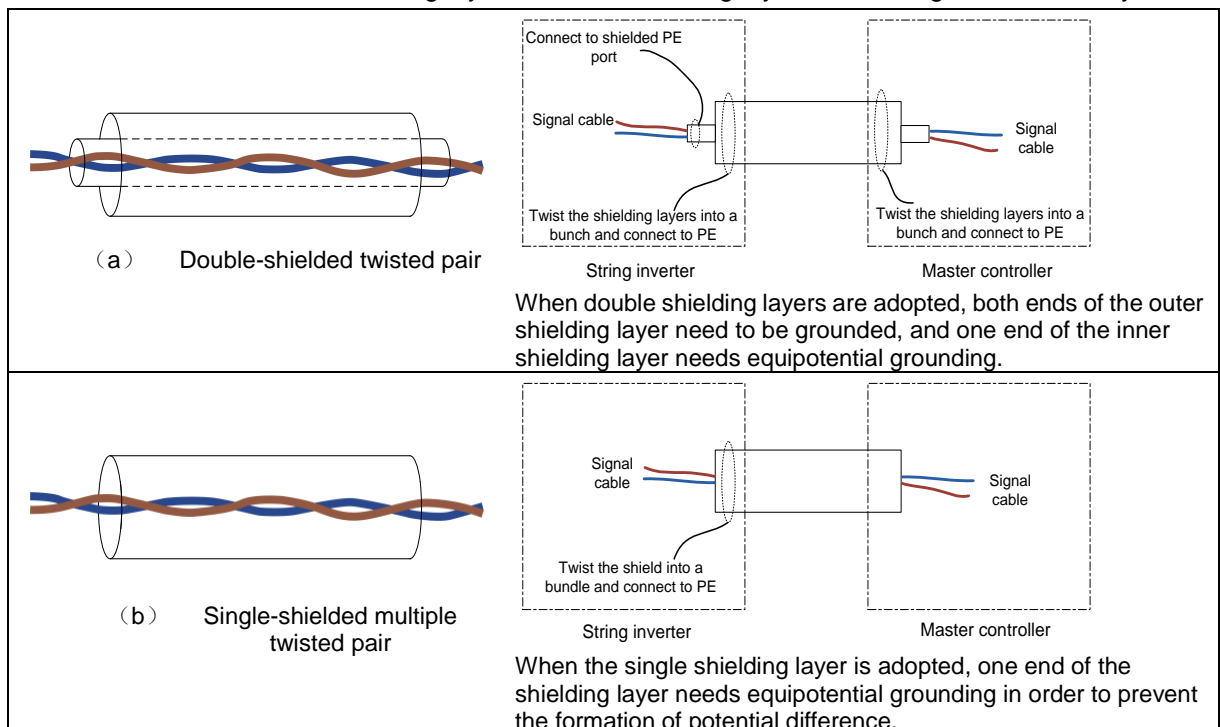 Connect to shielded PE
port
Signal cable
Signal
cable
Twist the shielding layers into a
bunch and connect to PE
Twist the shielding layers into a
bunch and connect to PE
（a） Double-shielded twisted pair
String inverter
Master controller
When double shielding layers are adopted, both ends of the outer
shielding layer need to be grounded, and one end of the inner
shielding layer needs equipotential grounding.
Signal
cable
Signal
cable
Twist the shield into a
bundle and connect to PE
（b） Single-shielded multiple
twisted pair
String inverter
Master controller
When the single shielding layer is adopted, one end of the
shielding layer needs equipotential grounding in order to prevent
the formation of potential difference.